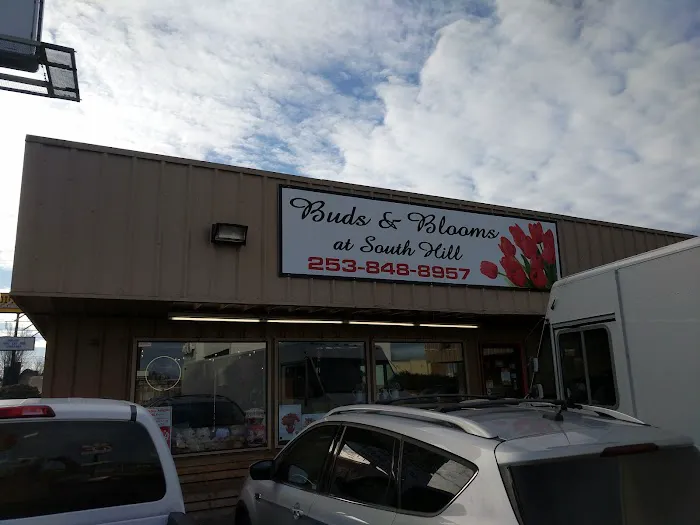 Buds & Blooms
at South Hill
253-848-8957